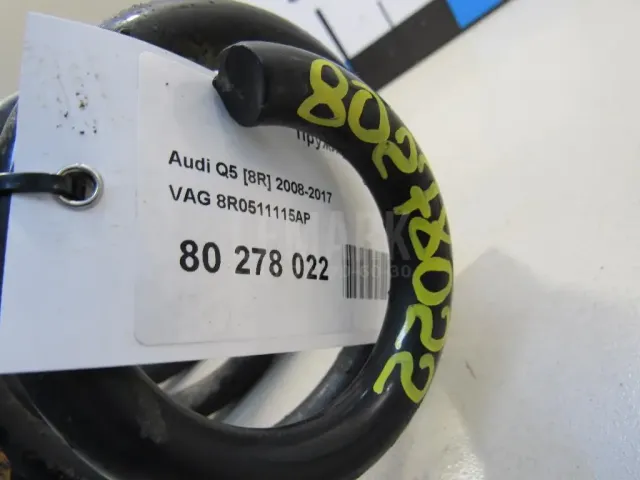 Audi Q5 [8R] 2008-2017
VAG 8R0511115AP
80 278 022
80278022